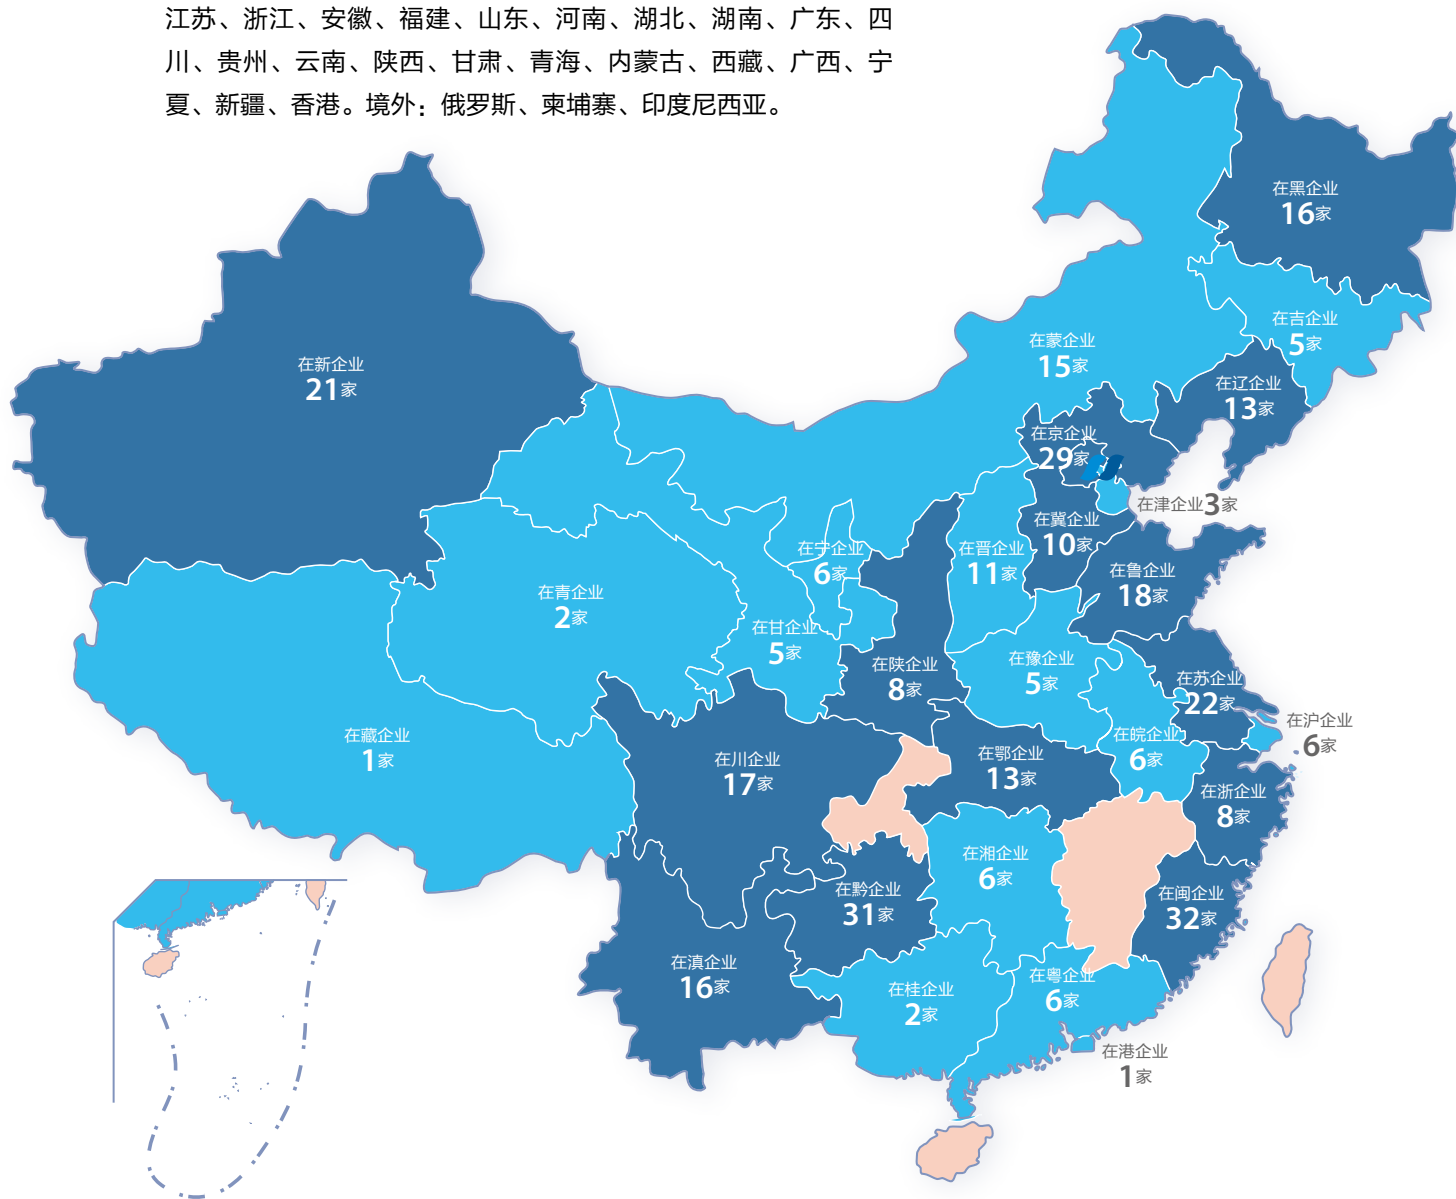 江苏、浙江、安徽、福建、山东、河南、湖北、湖南、广东、四
川、贵州、云南、陕西、甘肃、青海、内蒙古、西藏、广西、宁
夏、新疆、香港。境外：俄罗斯、柬埔寨、印度尼西亚。
在黑企业
16家
在吉企业
5家
在蒙企业
15家
在新企业
21家
在辽企业
13家
在京企业
29家
在津企业3家
在冀企业
10家
在宁企业
6家
在晋企业
11家
在鲁企业
18家
在青企业
2家
在甘企业
5家
在陕企业
8家
在豫企业
5家
在苏企业
22家
在沪企业
6家
在藏企业
1家
在皖企业
6家
在川企业
17家
在鄂企业
13家
在浙企业
8家
在湘企业
6家
在黔企业
31家
在闽企业
32家
在滇企业
16家
在桂企业
2家
在粤企业
6家
在港企业
1家